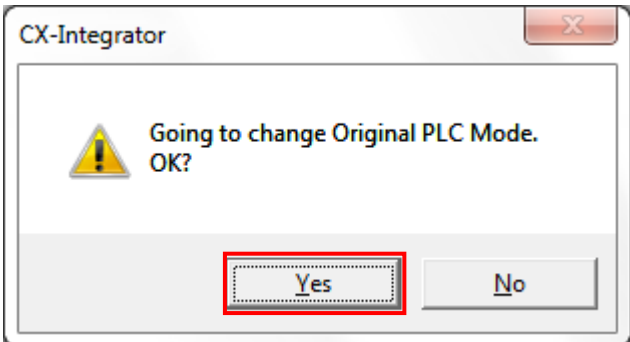 CX-Integrator
Going to change Original PLC Mode.
OK?
Yes
No